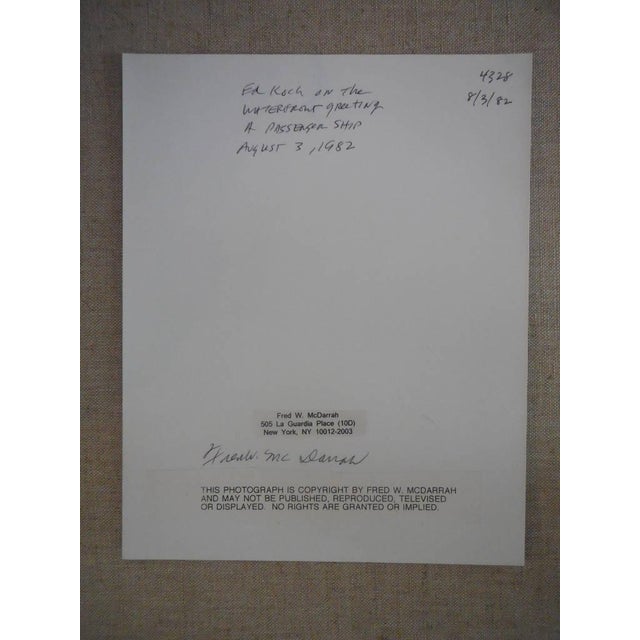 Ed Koch on the
WATERFRONT greeting
A PASSENGER SHIP
AUGUST 3, 1982
4328
8/3/82
Fred W. McDarrah
505 La Guardia Place (10D)
New York, NY 10012-2003
Fred W. Mc Darrah
THIS PHOTOGRAPH IS COPYRIGHT BY FRED W. MCDARRAH
AND MAY NOT BE PUBLISHED, REPRODUCED, TELEVISED
OR DISPLAYED. NO RIGHTS ARE GRANTED OR IMPLIED.